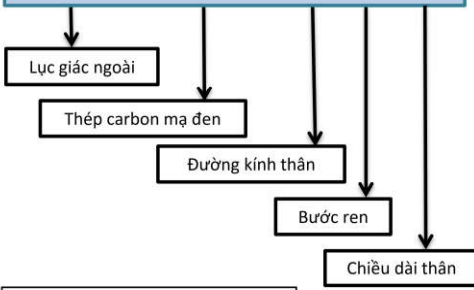 Lục giác ngoài
Thép carbon mạ đen
Đường kính thân
Bước ren
Chiều dài thân